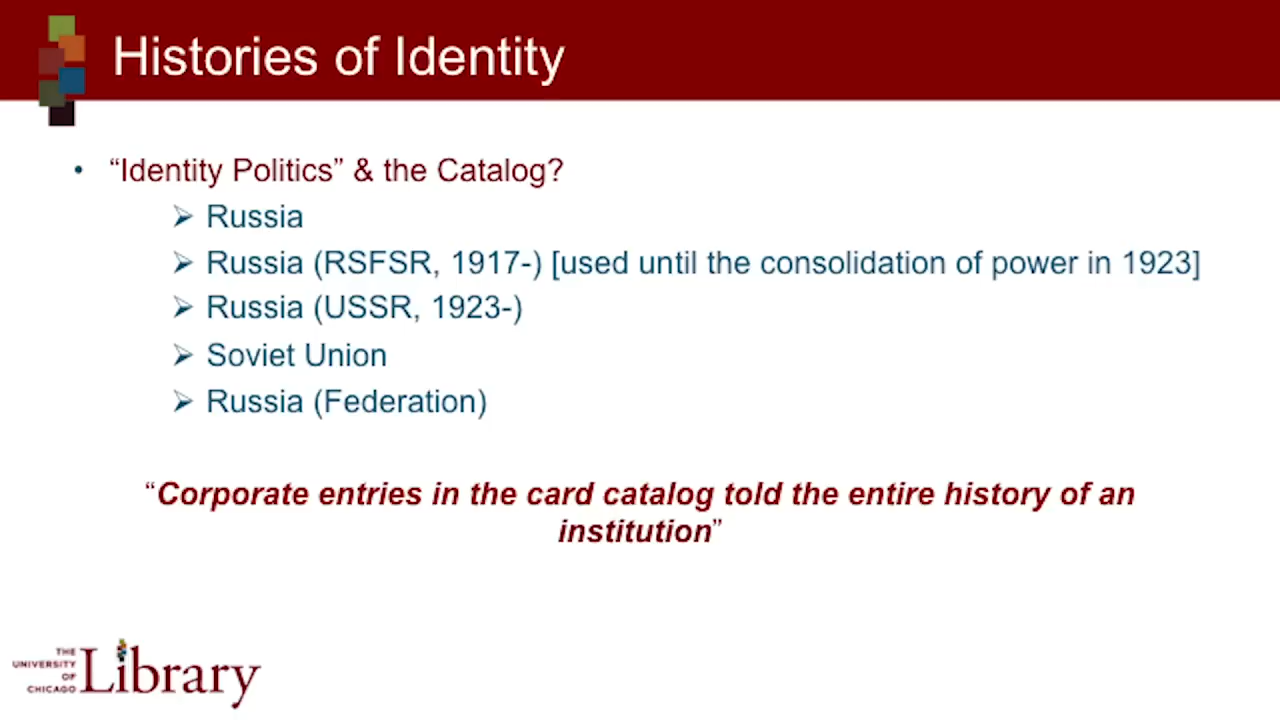 Histories of Identity
• “Identity Politics” & the Catalog?
➢ Russia
➢ Russia (RSFSR, 1917-) [used until the consolidation of power in 1923]
➢ Russia (USSR, 1923-)
➢ Soviet Union
➢ Russia (Federation)
“Corporate entries in the card catalog told the entire history of an
institution”
THE
UNIVERSITY
OF
CHICAGO
Library